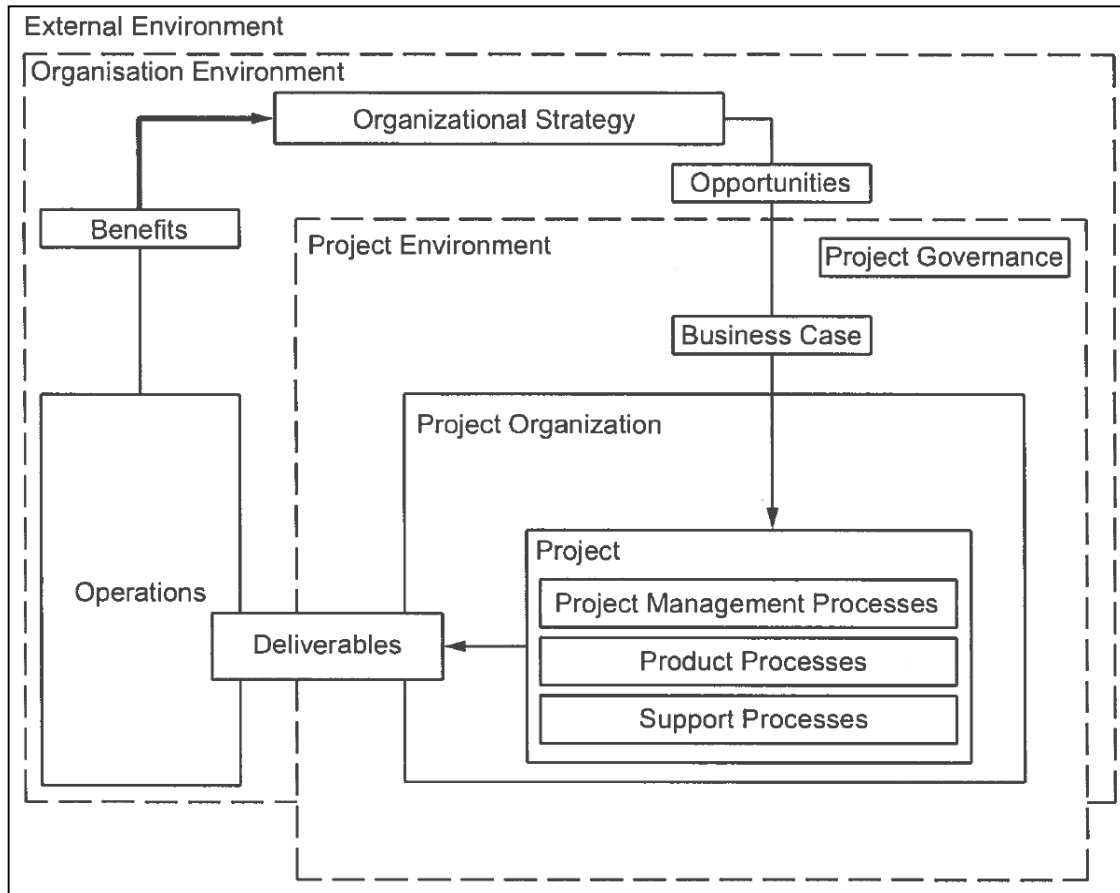 External Environment
Organisation Environment
Organizational Strategy
Opportunities
Benefits
Project Environment
Project Governance
Business Case
Project Organization
Project
Operations
Project Management Processes
Deliverables
Product Processes
Support Processes